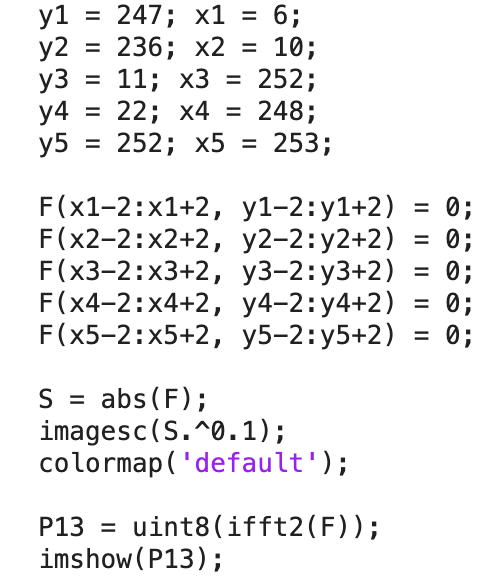 y1 = 247; x1 = 6;
y2 = 236; x2 = 10;
y3 = 11; x3 = 252;
y4 = 22; x4 = 248;
y5 = 252; x5 = 253;
F(x1-2:x1+2, y1-2:y1+2) = 0;
F(x2-2:x2+2, y2-2:y2+2) = 0;
F(x3-2:x3+2, y3-2:y3+2) = 0;
F(x4-2:x4+2, y4-2:y4+2) = 0;
F(x5-2:x5+2, y5-2:y5+2) = 0;
S = abs(F);
imagesc(S.^0.1);
colormap('default');
P13 = uint8(ifft2(F));
imshow(P13);